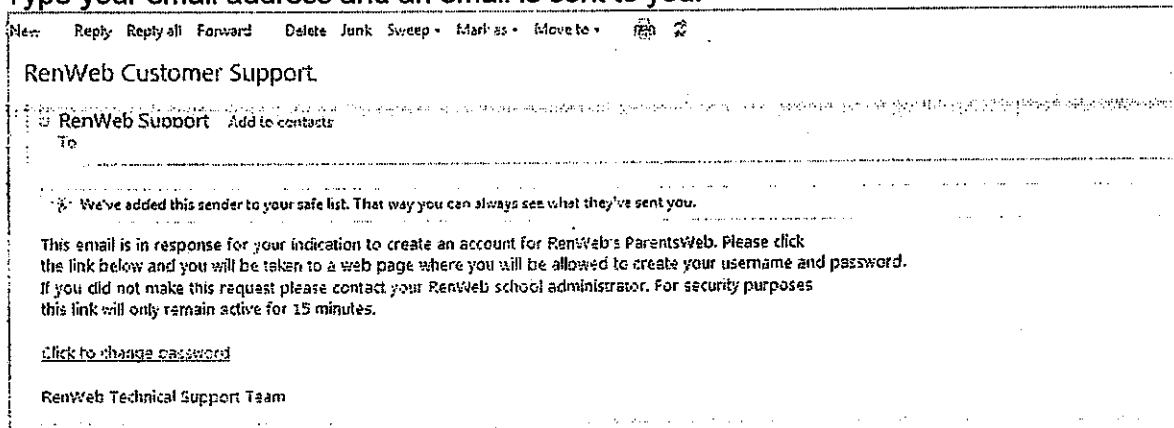 Type your email address and an email is sent to you.
New Reply Reply all Forward Delete Junk Sweep Mark as Move to
RenWeb Customer Support
RenWeb Support Add to contacts
To
We've added this sender to your safe list. That way you can always see what they've sent you.
This email is in response for your indication to create an account for RenWeb's ParentsWeb. Please click
the link below and you will be taken to a web page where you will be allowed to create your username and password.
If you did not make this request please contact your RenWeb school administrator. For security purposes
this link will only remain active for 15 minutes.
Click to change password
RenWeb Technical Support Team